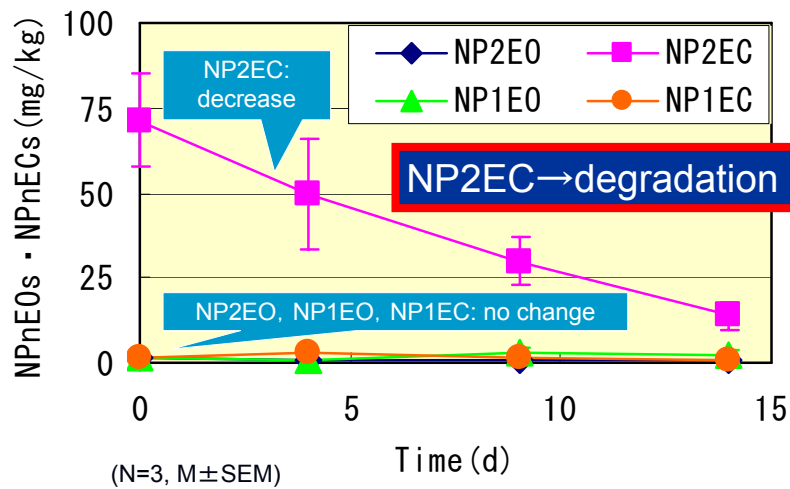 NPnEOs・NPnECs(mg/kg)
100
75
50
25
0
NP2EC:
decrease
NP2EO
NP2EC
NP1EO
NP1EC
NP2EC→degradation
NP2EO, NP1EO, NP1EC: no change
0
5
10
15
Time(d)
(N=3, M±SEM)